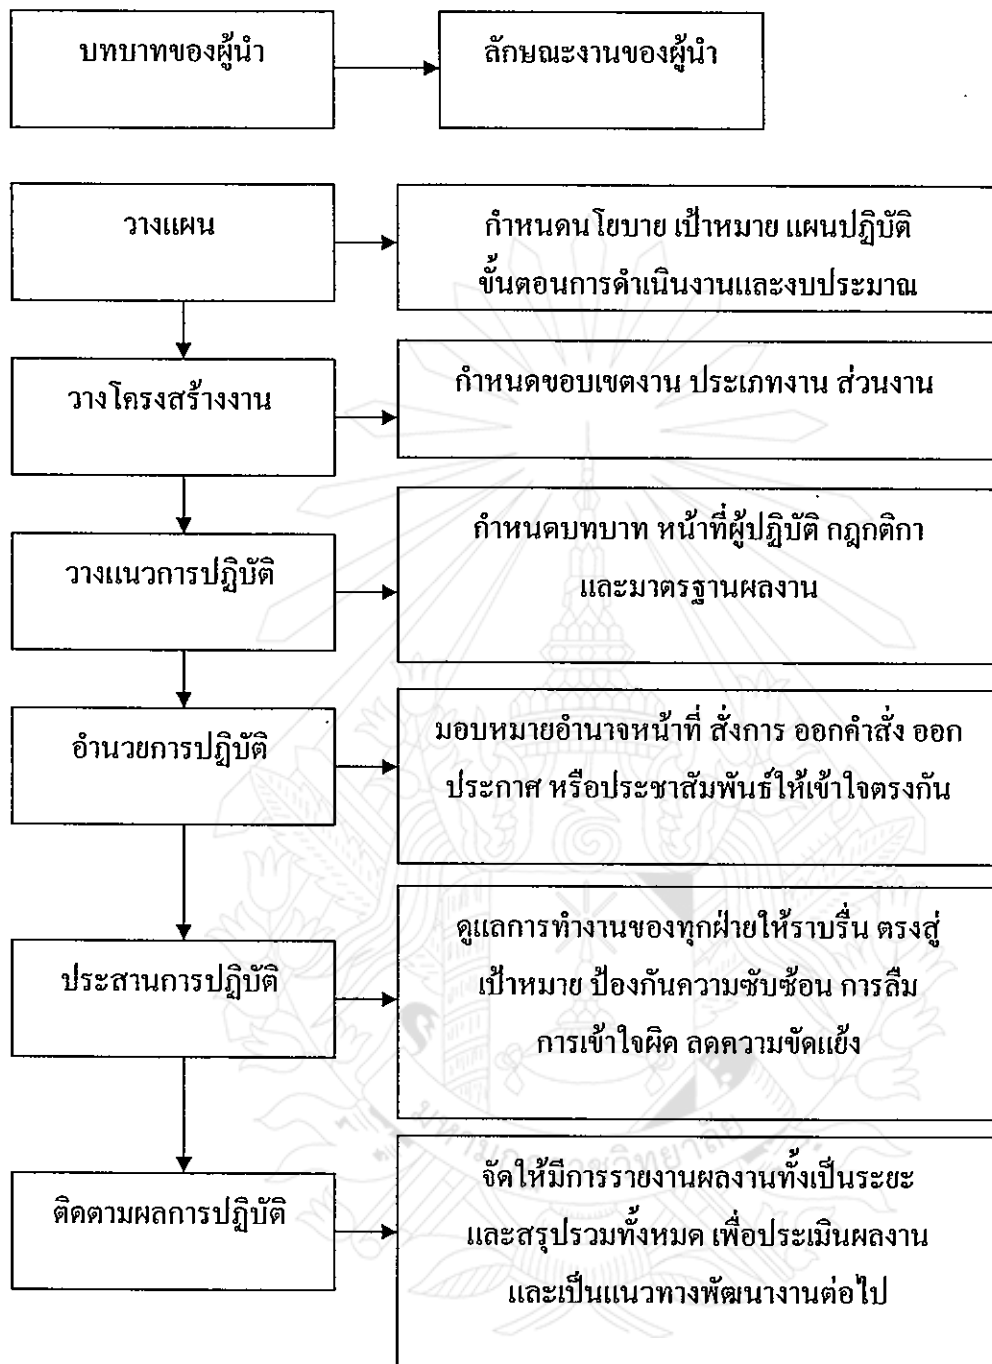 บทบาทของผู้นำ
ลักษณะงานของผู้นำ
วางแผน
กำหนดนโยบาย เป้าหมาย แผนปฏิบัติ
ขั้นตอนการดำเนินงานและงบประมาณ
วางโครงสร้างงาน
กำหนดขอบเขตงาน ประเภทงาน ส่วนงาน
วางแนวการปฏิบัติ
กำหนดบทบาท หน้าที่ผู้ปฏิบัติ กฎกติกา
และมาตรฐานผลงาน
อำนวยการปฏิบัติ
มอบหมายอำนาจหน้าที่ สั่งการ ออกคำสั่ง ออก
ประกาศ หรือประชาสัมพันธ์ให้เข้าใจตรงกัน
ประสานการปฏิบัติ
ดูแลการทำงานของทุกฝ่ายให้ราบรื่น ตรงสู่
เป้าหมาย ป้องกันความซับซ้อน การลืม
การเข้าใจผิด ลดความขัดแย้ง
ติดตามผลการปฏิบัติ
จัดให้มีการรายงานผลงานทั้งเป็นระยะ
และสรุปรวมทั้งหมด เพื่อประเมินผลงาน
และเป็นแนวทางพัฒนางานต่อไป